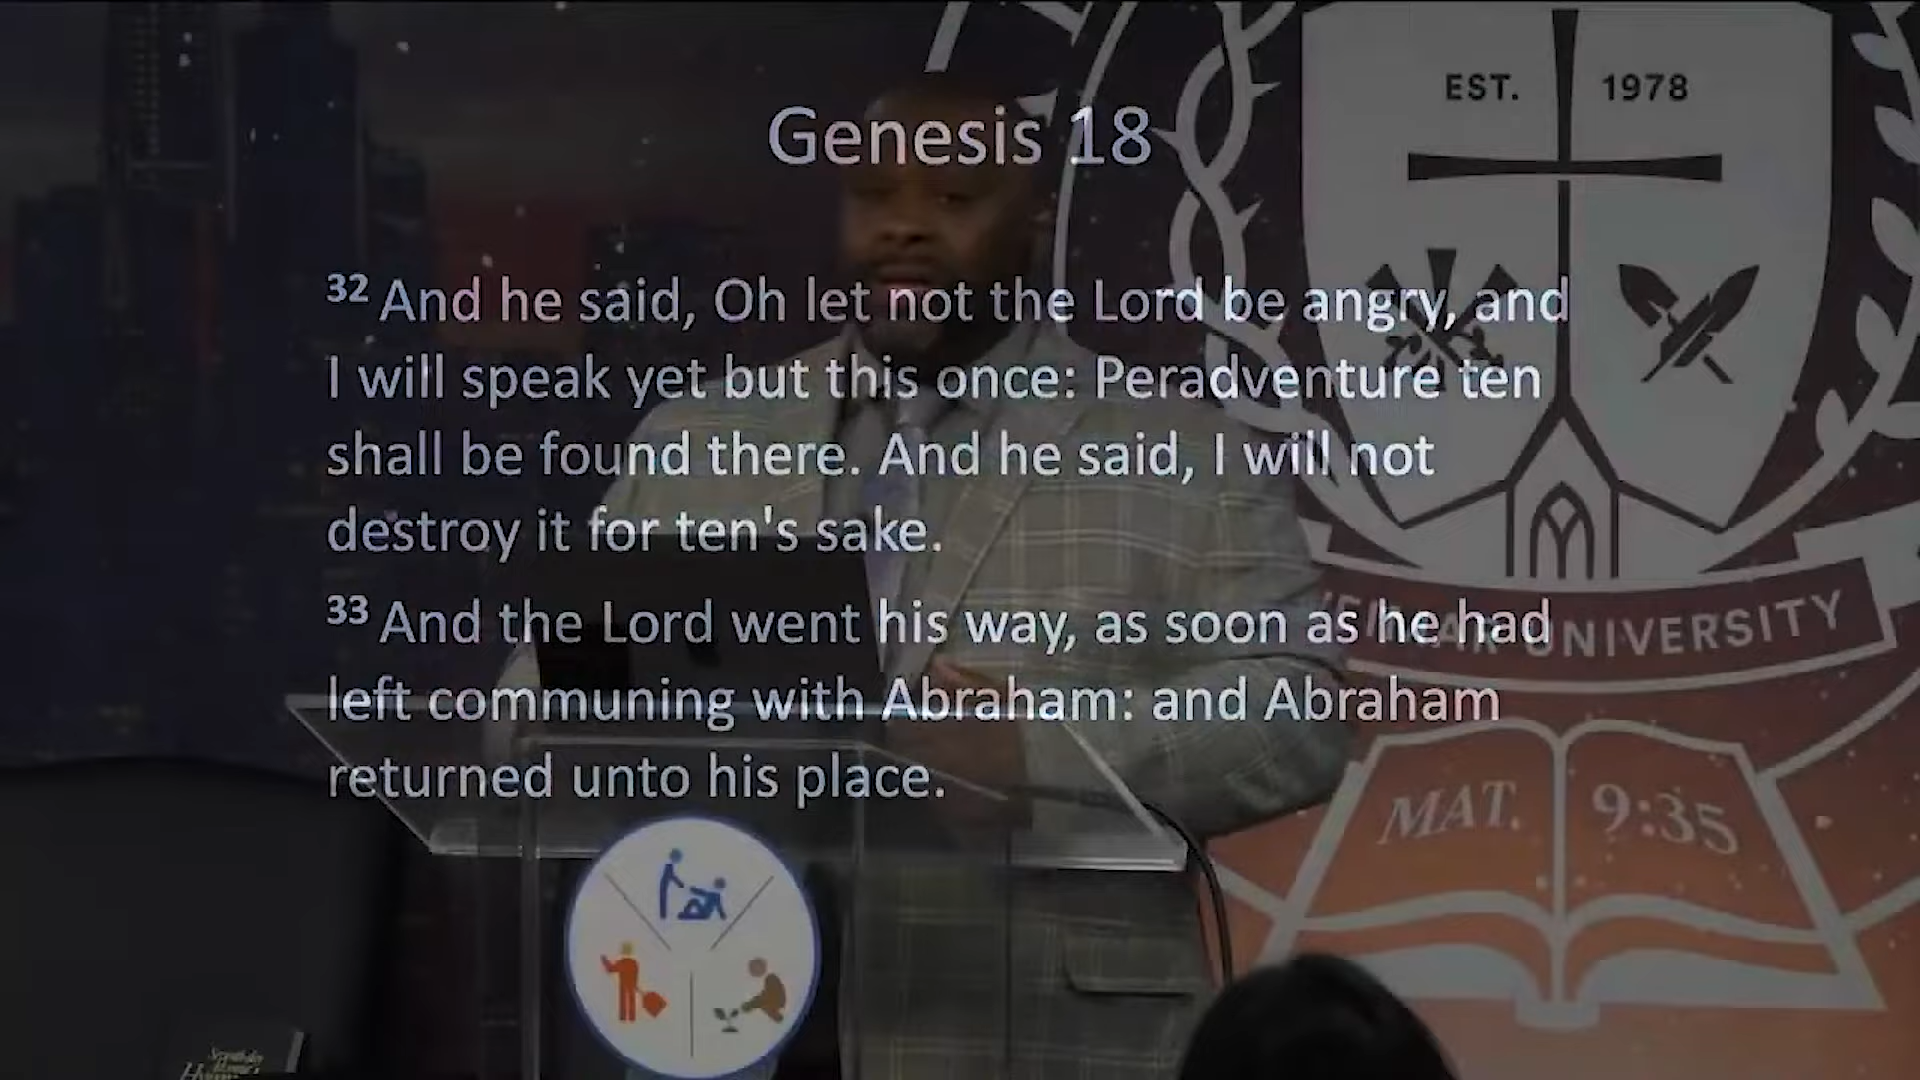 EST. 1978
Genesis 18
32 And he said, Oh let not the Lord be angry, and
I will speak yet but this once: Peradventure ten
shall be found there. And he said, I will not
destroy it for ten's sake.
33 And the Lord went his way, as soon as he had
left communing with Abraham: and Abraham
returned unto his place.
UNIVERSITY
MAT. 9:35